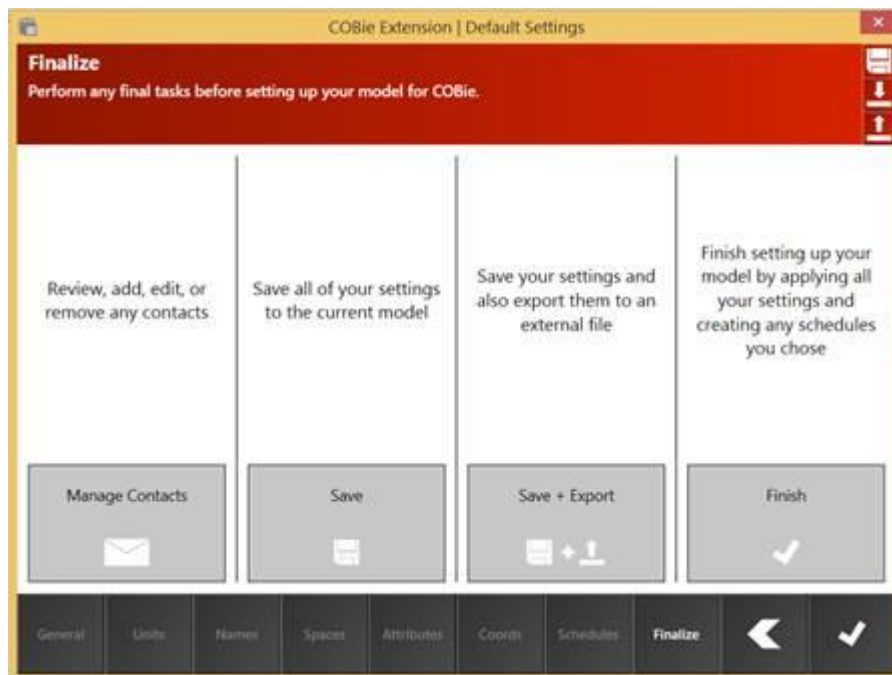 COBie Extension | Default Settings
Finalize
Perform any final tasks before setting up your model for COBie.
Review, add, edit, or
remove any contacts
Save all of your settings
to the current model
Save your settings and
also export them to an
external file
Finish setting up your
model by applying all
your settings and
creating any schedules
you chose
Manage Contacts
Save
Save + Export
Finish
General
Units
Names
Spaces
Attributes
Coords
Schedules
Finalize